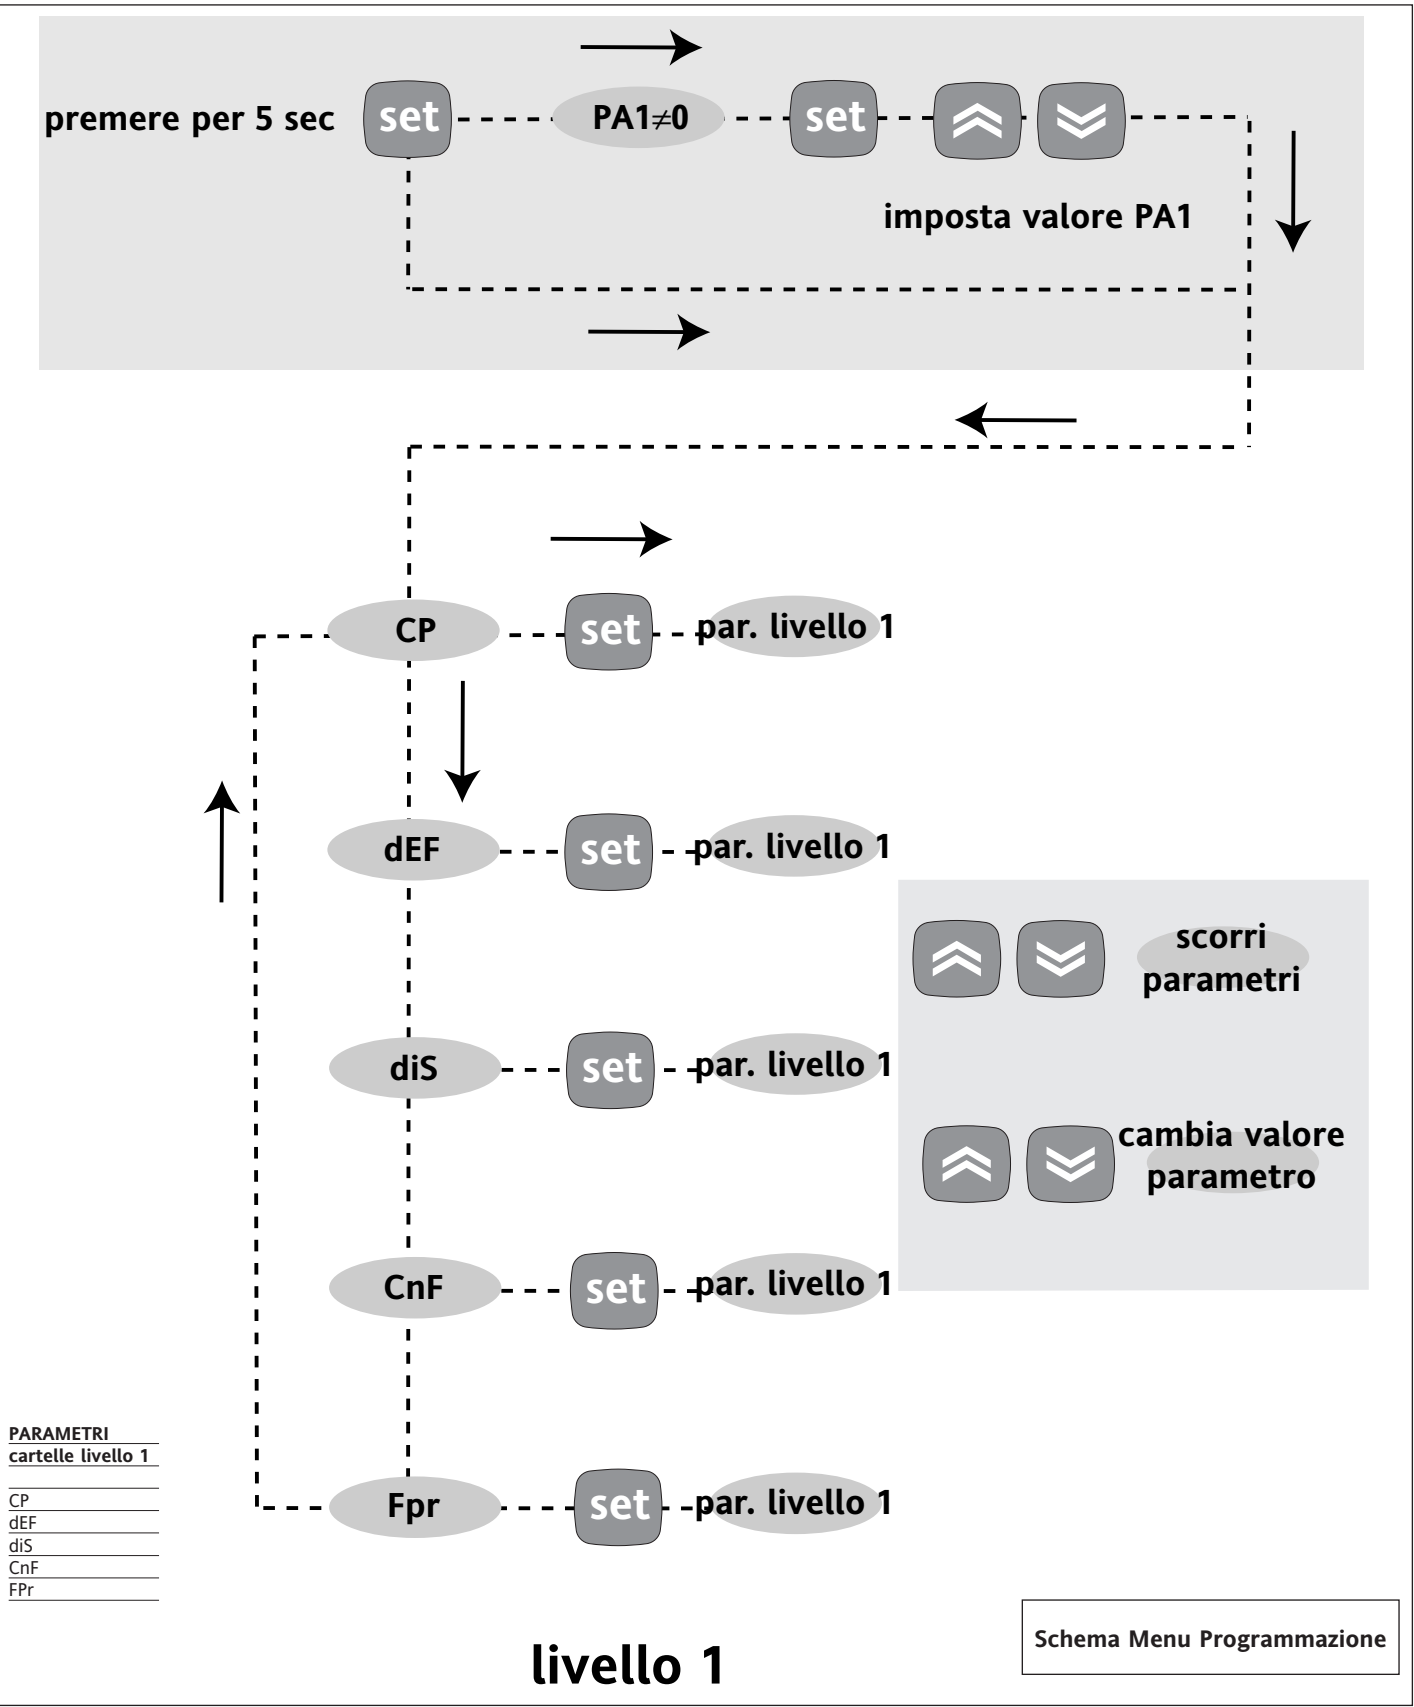 premere per 5 sec set PA1≠0 set
imposta valore PA1
CP set par. livello 1
dEF set par. livello 1
scorri
parametri
diS set par. livello 1
cambia valore
parametro
CnF set par. livello 1
Fpr set par. livello 1
PARAMETRI
cartelle livello 1
CP
dEF
diS
CnF
FPr
livello 1
Schema Menu Programmazione